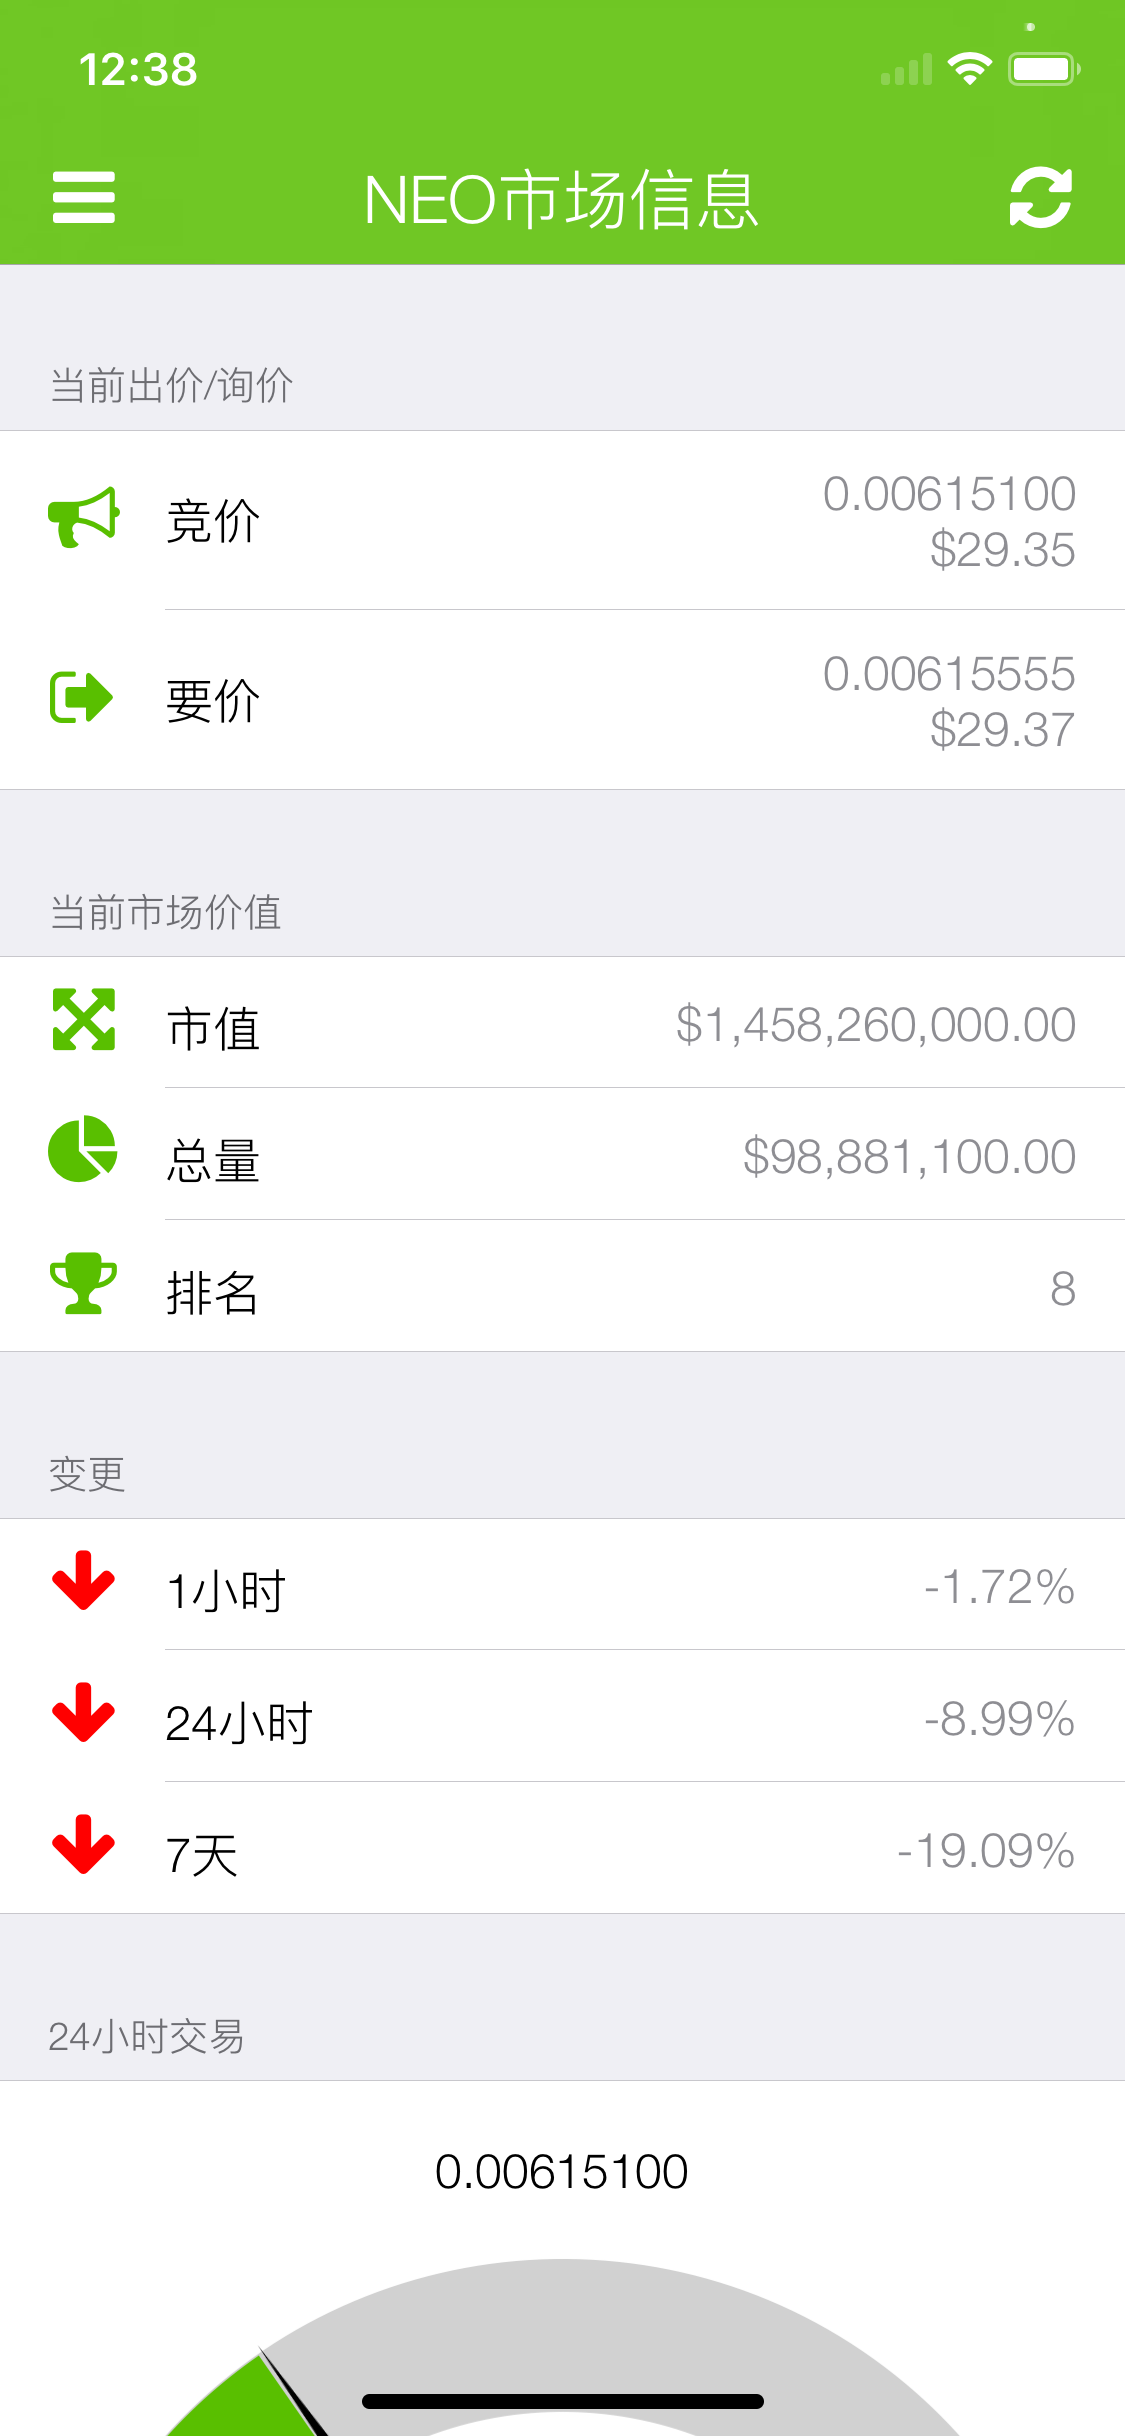 12:38
NEO市场信息
当前出价/询价
竞价
0.00615100
$29.35
要价
0.00615555
$29.37
当前市场价值
市值
$1,458,260,000.00
总量
$98,881,100.00
排名
8
变更
1小时
-1.72%
24小时
-8.99%
7天
-19.09%
24小时交易
0.00615100